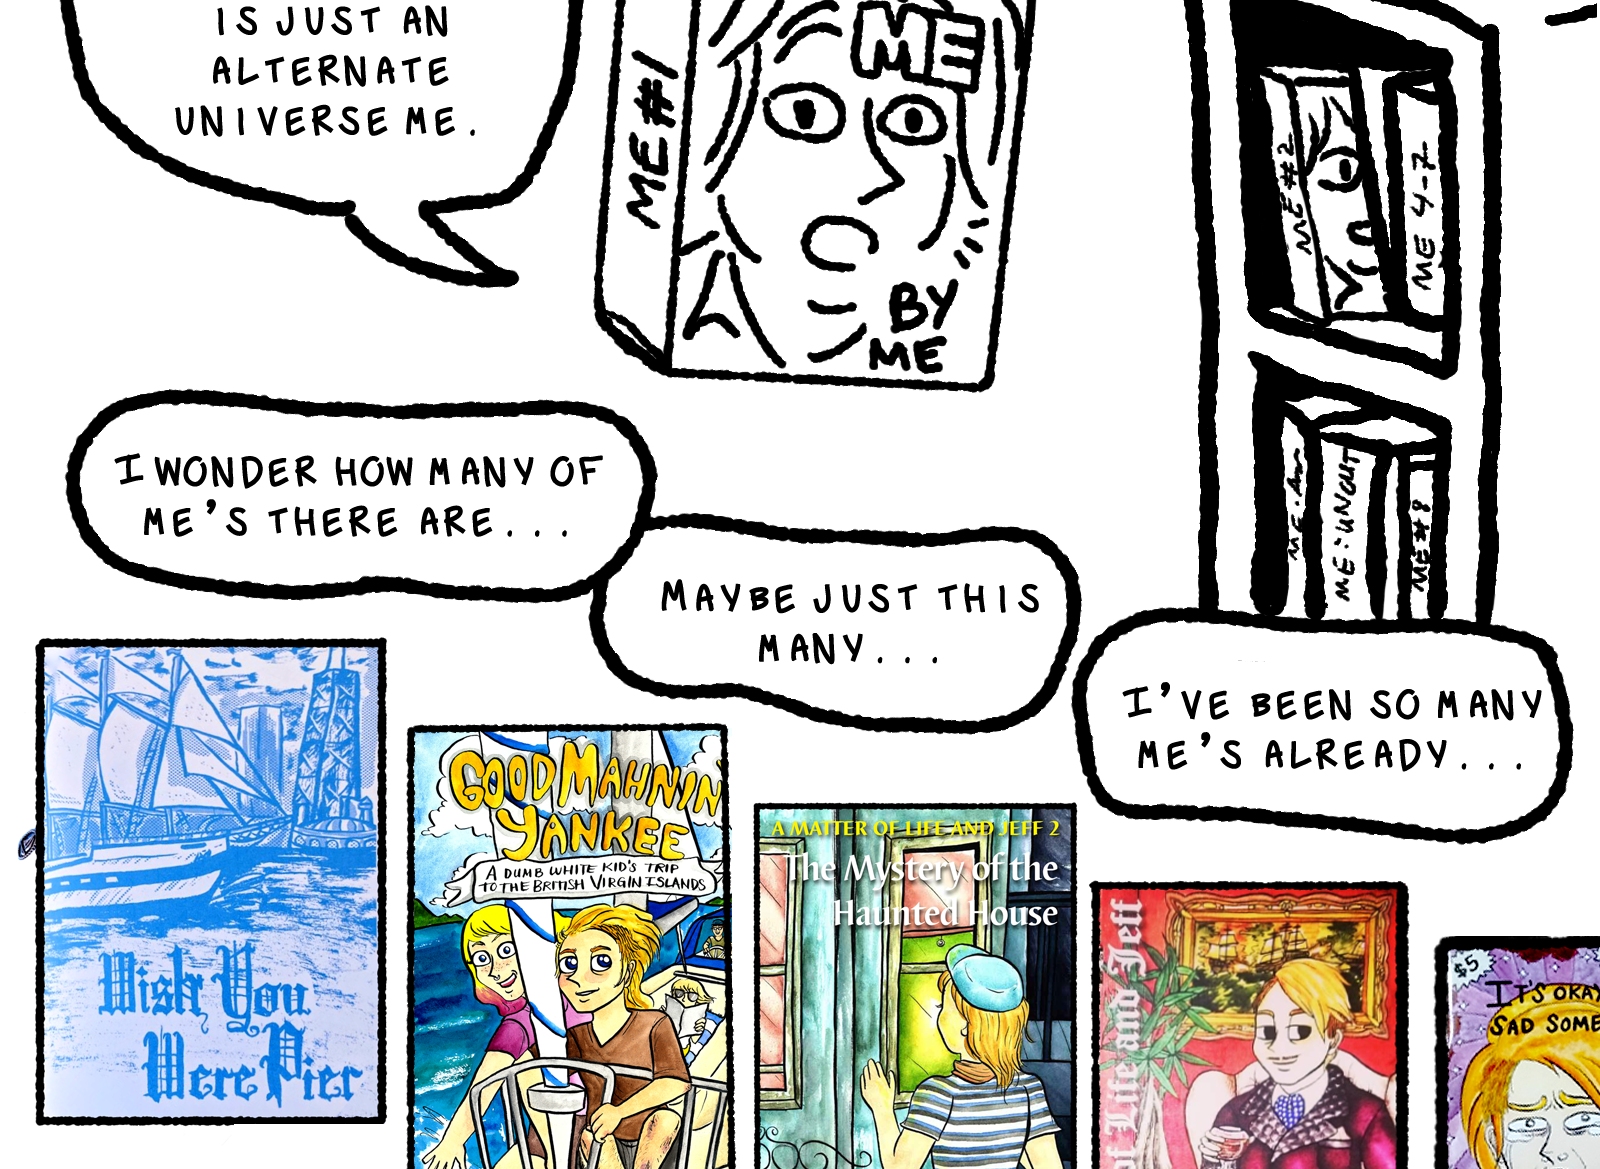 IS JUST AN
ALTERNATE
UNIVERSE ME.
ME #1
ME
BY
ME
ME #2
ME 4-7
ME:
ME: UNCUT
ME #8
I WONDER HOW MANY OF
ME'S THERE ARE...
MAYBE JUST THIS
MANY...
I'VE BEEN SO MANY
ME'S ALREADY...
Wish You
Were Pier
GOOD MAHNIN
YANKEE
A DUMB WHITE KID'S TRIP
TO THE BRITISH VIRGIN ISLANDS
A MATTER OF LIFE AND JEFF 2
The Mystery of the
Haunted House
of Life and Jeff
$5
IT'S OKAY
SAD SOME